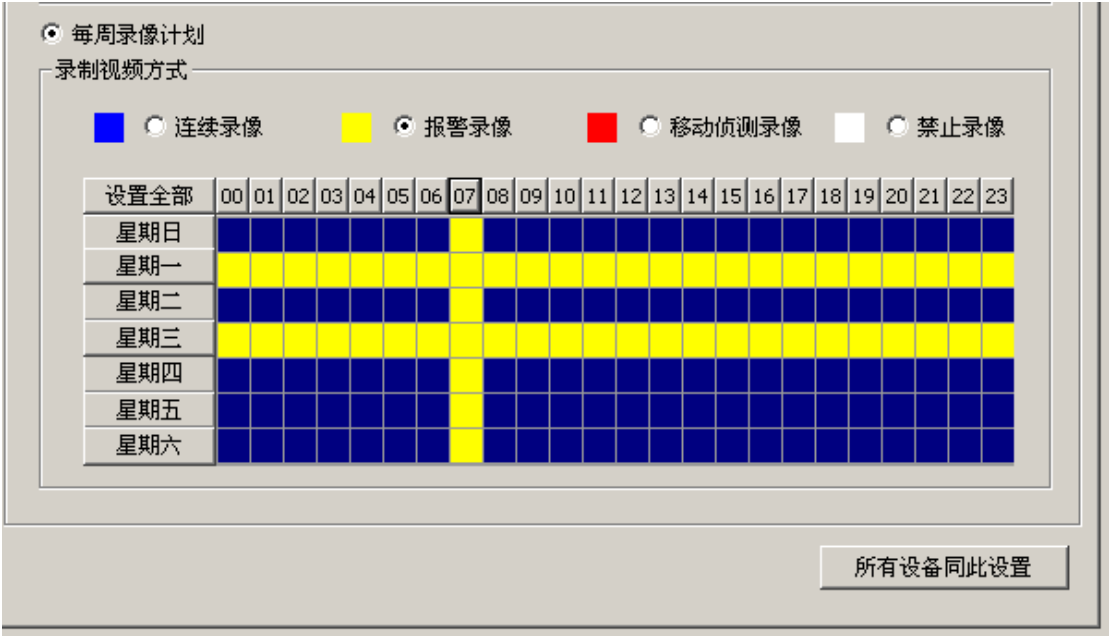 每周录像计划
录制视频方式
连续录像 报警录像 移动侦测录像 禁止录像
设置全部 00 01 02 03 04 05 06 07 08 09 10 11 12 13 14 15 16 17 18 19 20 21 22 23
星期日
星期一
星期二
星期三
星期四
星期五
星期六
所有设备同此设置